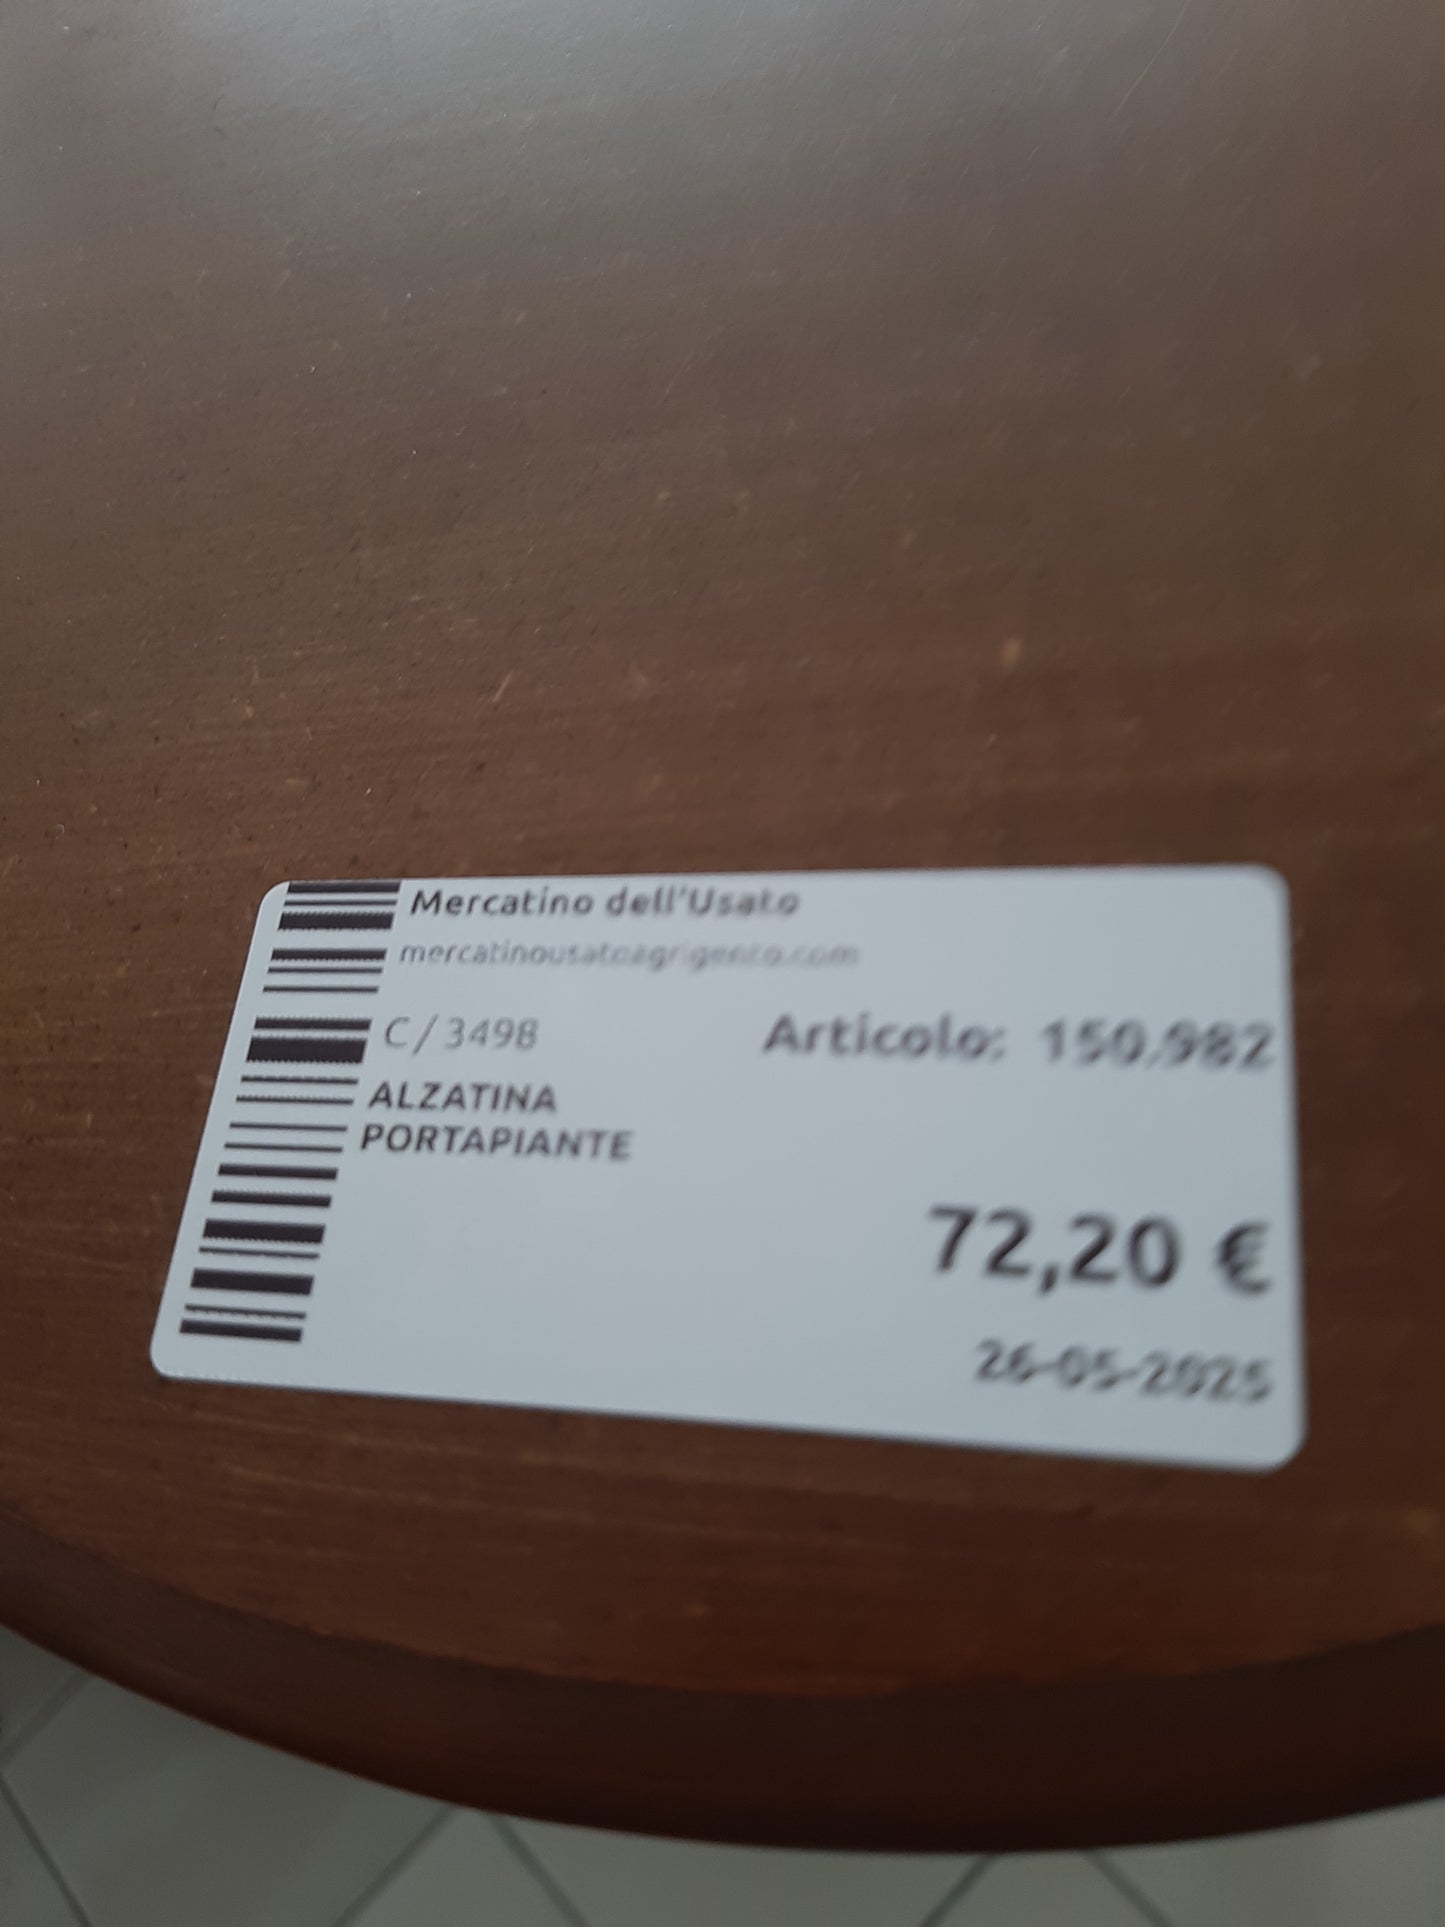 Mercatino dell'Usato
mercatinousatoagrigento.com
C/3498 Articolo: 150.982
ALZATINA
PORTAPIANTE
72,20 €
26-05-2025